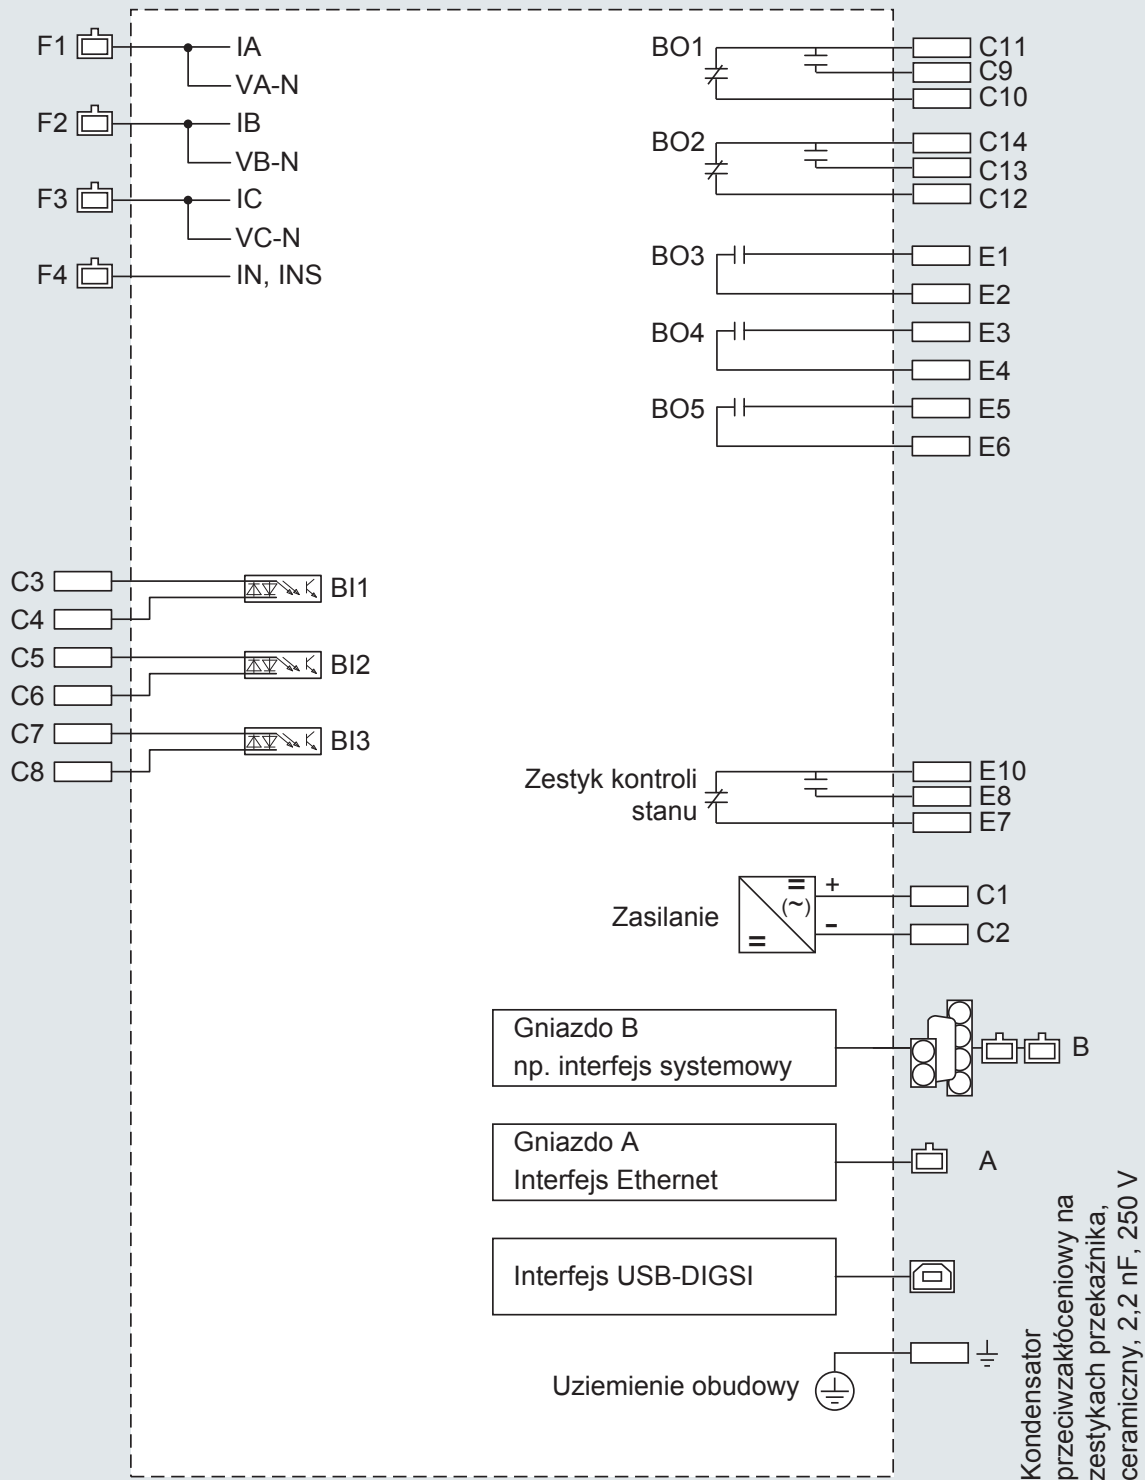 F1
IA
VA-N
F2
IB
VB-N
F3
IC
VC-N
F4
IN, INS
BO1
C11
C9
C10
BO2
C14
C13
C12
BO3
E1
E2
BO4
E3
E4
BO5
E5
E6
C3
BI1
C4
C5
BI2
C6
C7
BI3
C8
Zestyk kontroli
stanu
E10
E8
E7
Zasilanie
=
(~)
=
+
-
C1
C2
Gniazdo B
np. interfejs systemowy
B
Gniazdo A
Interfejs Ethernet
A
Interfejs USB-DIGSI
Uziemienie obudowy
Kondensator
przeciwzakłóceniowy na
zestykach przekaźnika,
ceramiczny, 2,2 nF, 250 V